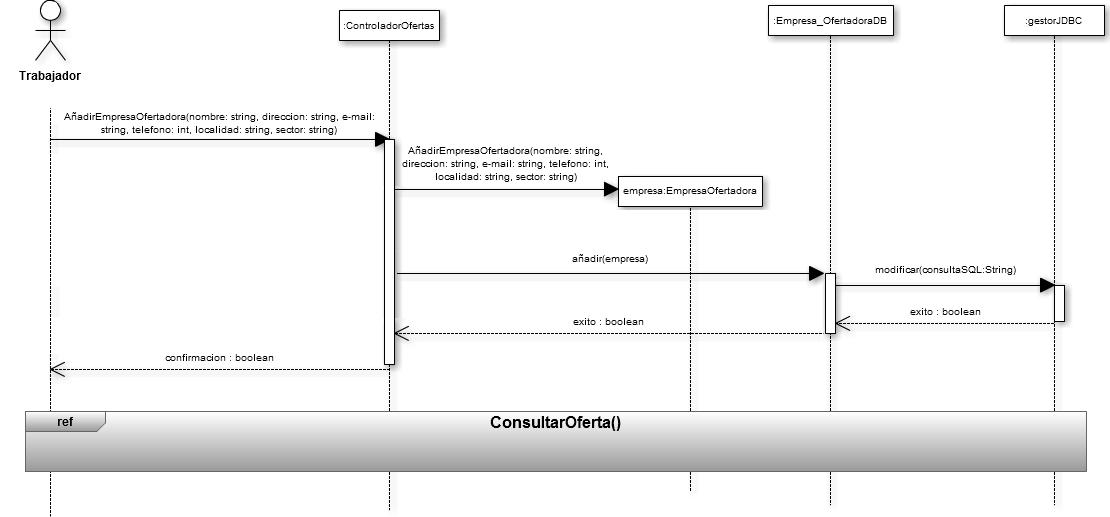 Trabajador
:ControladorOfertas
:Empresa_OfertadoraDB
:gestorJDBC
AñadirEmpresaOfertadora(nombre: string, direccion: string, e-mail:
string, telefono: int, localidad: string, sector: string)
AñadirEmpresaOfertadora(nombre: string,
direccion: string, e-mail: string, telefono: int,
localidad: string, sector: string)
empresa:EmpresaOfertadora
añadir(empresa)
modificar(consultaSQL:String)
exito : boolean
exito : boolean
confirmacion : boolean
ref
ConsultarOferta()